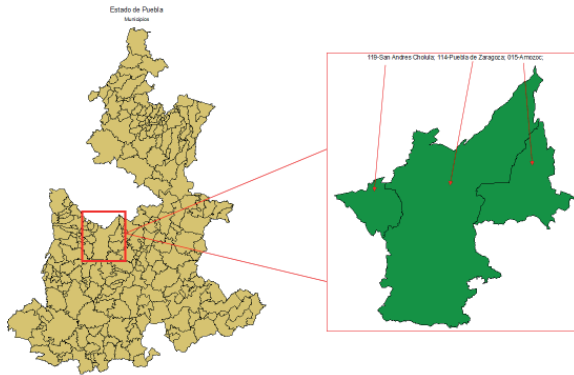 Estado de Puebla
Municipios
119-San Andres Cholula; 114-Puebla de Zaragoza; 015-Amozoc;